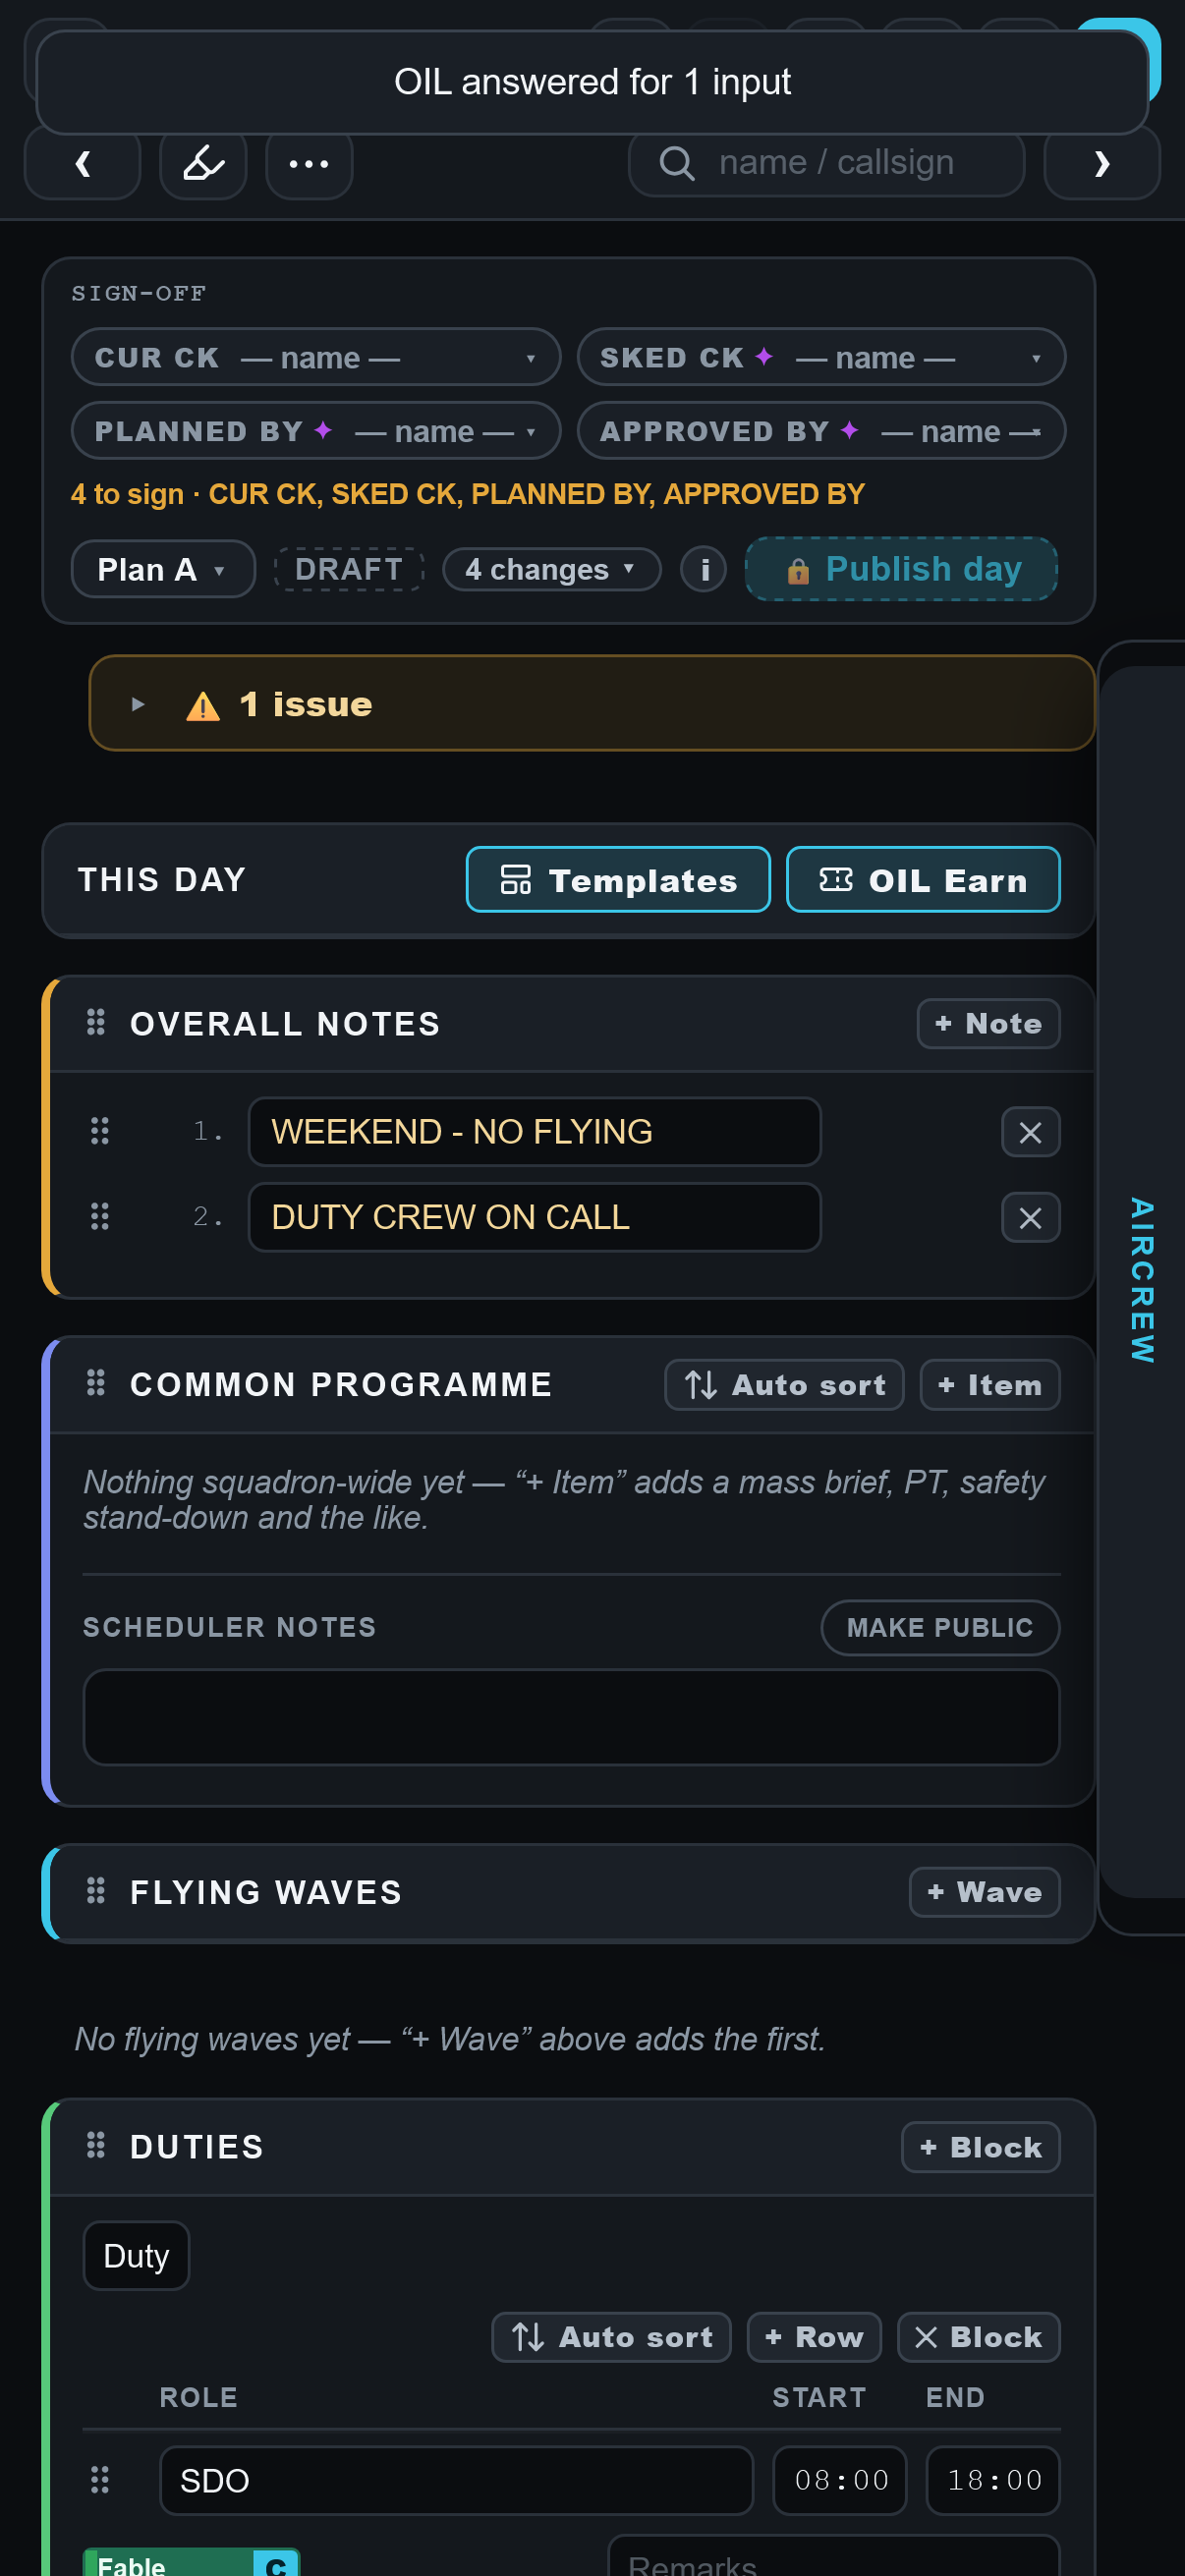 OIL answered for 1 input
name / callsign
SIGN-OFF
CUR CK — name —
SKED CK — name —
PLANNED BY — name —
APPROVED BY — name —
4 to sign · CUR CK, SKED CK, PLANNED BY, APPROVED BY
Plan A DRAFT 4 changes i Publish day
1 issue
THIS DAY Templates OIL Earn
OVERALL NOTES + Note
1. WEEKEND - NO FLYING
2. DUTY CREW ON CALL
AIRCREW
COMMON PROGRAMME Auto sort + Item
Nothing squadron-wide yet — “+ Item” adds a mass brief, PT, safety
stand-down and the like.
SCHEDULER NOTES MAKE PUBLIC
FLYING WAVES + Wave
No flying waves yet — “+ Wave” above adds the first.
DUTIES + Block
Duty
Auto sort + Row × Block
ROLE START END
SDO 08:00 18:00
Fable C Remarks